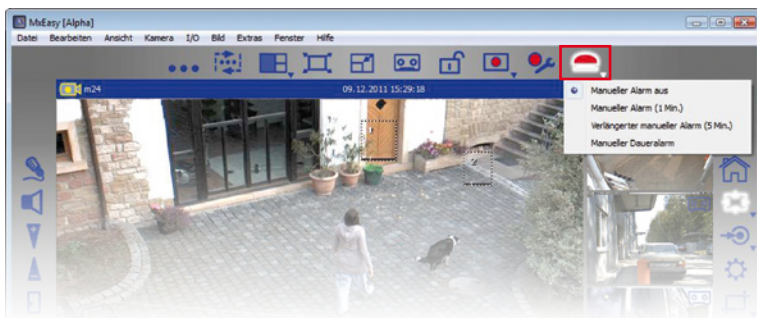 MxEasy [Alpha]
Datei Bearbeiten Ansicht Kamera I/O Bild Extras Fenster Hilfe
m24 09.12.2011 15:29:18
Manueller Alarm aus
Manueller Alarm (1 Min.)
Verlängerter manueller Alarm (5 Min.)
Manueller Daueralarm